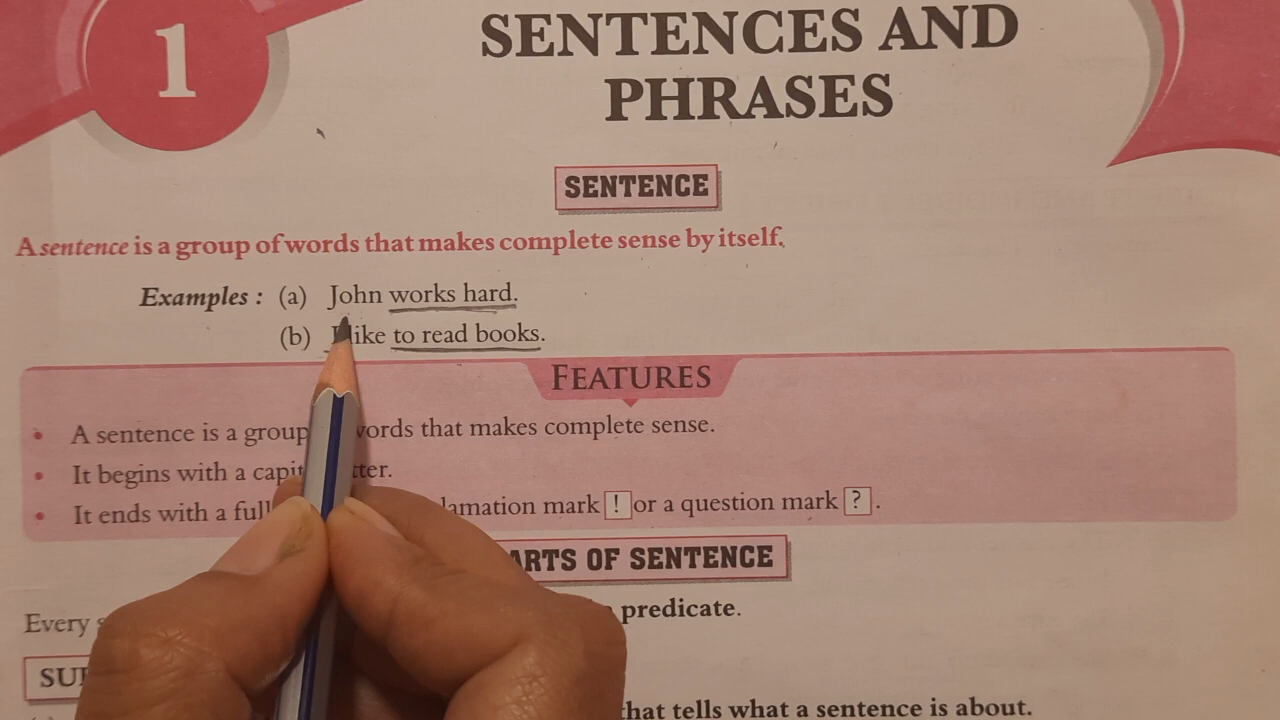 1
SENTENCES AND
PHRASES
SENTENCE
A sentence is a group of words that makes complete sense by itself.
Examples : (a) John works hard.
(b) I like to read books.
FEATURES
• A sentence is a group words that makes complete sense.
• It begins with a capit tter.
• It ends with a full lamation mark ! or a question mark ? .
ARTS OF SENTENCE
Every predicate.
SU
that tells what a sentence is about.